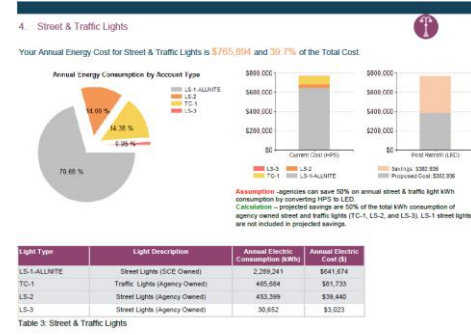 4. Street & Traffic Lights
Your Annual Energy Cost for Street & Traffic Lights is $765,894 and 39.7% of the Total Cost.
Annual Energy Consumption by Account Type
LS-1-ALLNITE
LS-2
TC-1
LS-3
14.00 %
14.38 %
0.95 %
70.68 %
$800,000
$600,000
$400,000
$200,000
$0
Current Cost (HPS)
LS-3 LS-2
TC-1 LS-1-ALLNITE
$800,000
$600,000
$400,000
$200,000
$0
Post Retrofit (LED)
Savings:
Proposed Cost:
Assumption -agencies can save 50% on annual street & traffic light kWh
consumption by converting HPS to LED.
Calculation – projected savings are 50% of the total kWh consumption of
agency owned street and traffic lights (TC-1, LS-2, and LS-3). LS-1 street lights
are not included in projected savings.
Light Type Light Description Annual Electric Consumption (kWh) Annual Electric Cost ($)
LS-1-ALLNITE Street Lights (SCE Owned) 2,289,241 $641,674
TC-1 Traffic Lights (Agency Owned) 465,684 $81,733
LS-2 Street Lights (Agency Owned) 453,399 $39,440
LS-3 Street Lights (Agency Owned) 30,652 $3,023
Table 3: Street & Traffic Lights